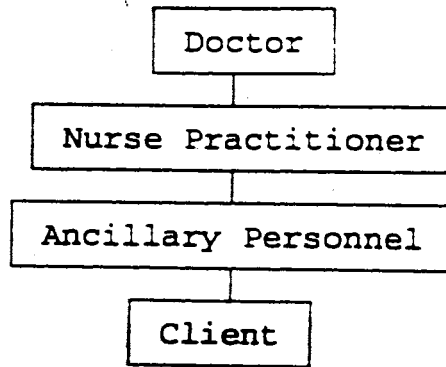 Doctor
Nurse Practitioner
Ancillary Personnel
Client